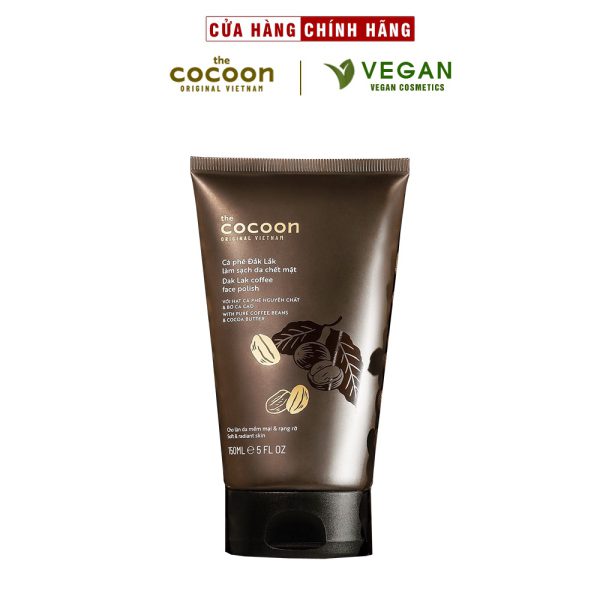 CỬA HÀNG CHÍNH HÃNG
the
cocoon
ORIGINAL VIETNAM
VEGAN
VEGAN COSMETICS
the
cocoon
ORIGINAL VIETNAM
Cà phê Đắk Lắk
làm sạch da chết mặt
Dak Lak coffee
face polish
VỚI HẠT CÀ PHÊ NGUYÊN CHẤT
& BƠ CA CAO
WITH PURE COFFEE BEANS
& COCOA BUTTER
Cho làn da mềm mại & rạng rỡ
Soft & radiant skin
150ML ℮ 5 FL OZ